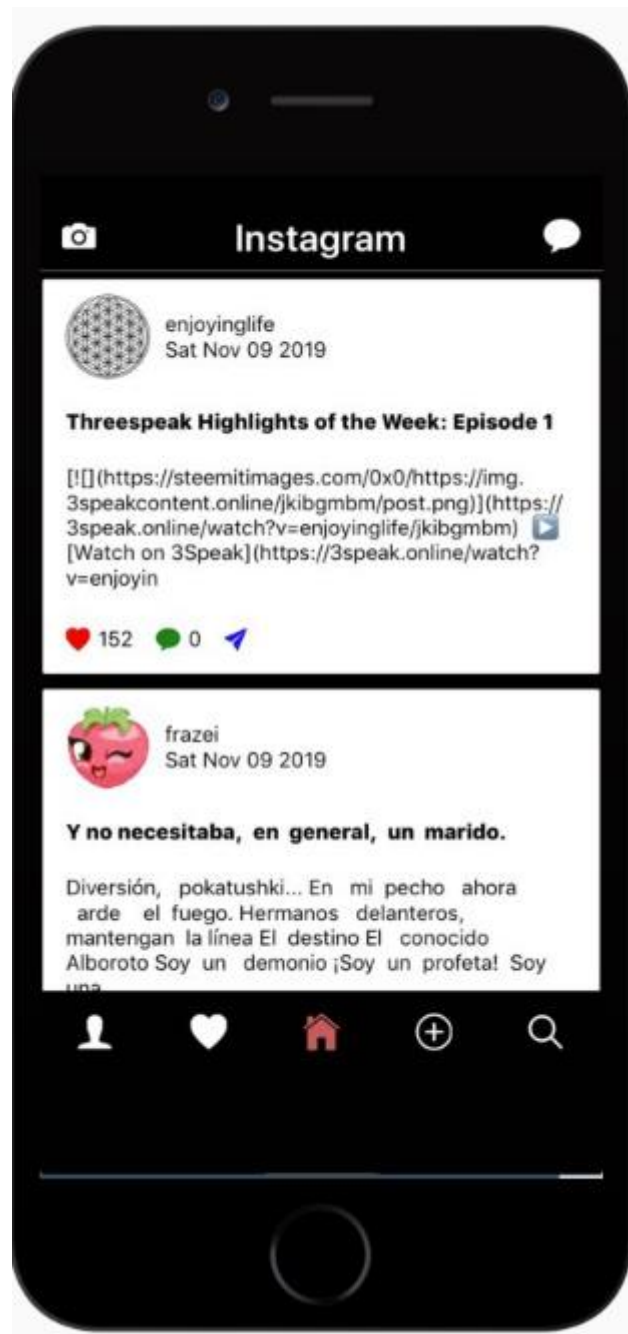 Instagram
enjoyinglife
Sat Nov 09 2019
Threespeak Highlights of the Week: Episode 1
[![](https://steemitimages.com/0x0/https://img.
3speakcontent.online/jkibgmbm/post.png)](https://
3speak.online/watch?v=enjoyinglife/jkibgmbm) ▶️
[Watch on 3Speak](https://3speak.online/watch?
v=enjoyin
152 0
frazei
Sat Nov 09 2019
Y no necesitaba, en general, un marido.
Diversión, pokatushki... En mi pecho ahora
arde el fuego. Hermanos delanteros,
mantengan la línea El destino El conocido
Alboroto Soy un demonio ¡Soy un profeta! Soy
una